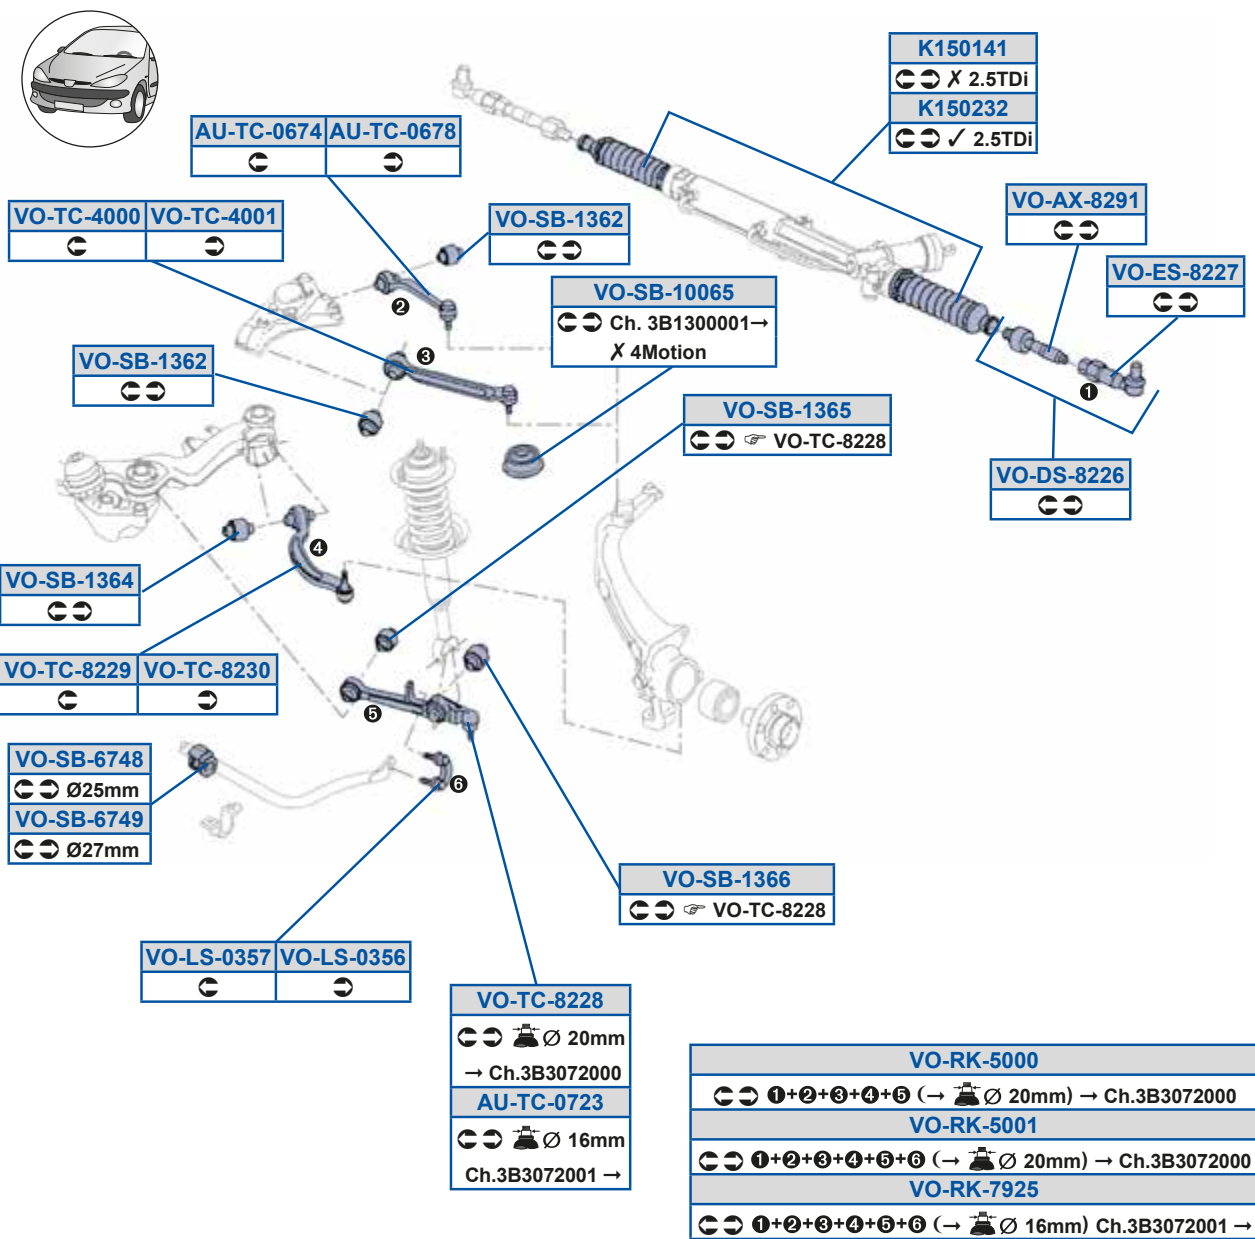 K150141
✗ 2.5TDi
K150232
✓ 2.5TDi
AU-TC-0674 AU-TC-0678
VO-TC-4000 VO-TC-4001
VO-SB-1362
VO-AX-8291
VO-ES-8227
VO-SB-10065
Ch. 3B1300001→
✗ 4Motion
❷
❸
VO-SB-1362
❶
VO-SB-1365
☞ VO-TC-8228
VO-DS-8226
❹
VO-SB-1364
VO-TC-8229 VO-TC-8230
❺
VO-SB-6748
Ø25mm
VO-SB-6749
Ø27mm
❻
VO-SB-1366
☞ VO-TC-8228
VO-LS-0357 VO-LS-0356
VO-TC-8228
Ø 20mm
→ Ch.3B3072000
AU-TC-0723
Ø 16mm
Ch.3B3072001 →
VO-RK-5000
❶+❷+❸+❹+❺ (→ Ø 20mm) → Ch.3B3072000
VO-RK-5001
❶+❷+❸+❹+❺+❻ (→ Ø 20mm) → Ch.3B3072000
VO-RK-7925
❶+❷+❸+❹+❺+❻ (→ Ø 16mm) Ch.3B3072001 →